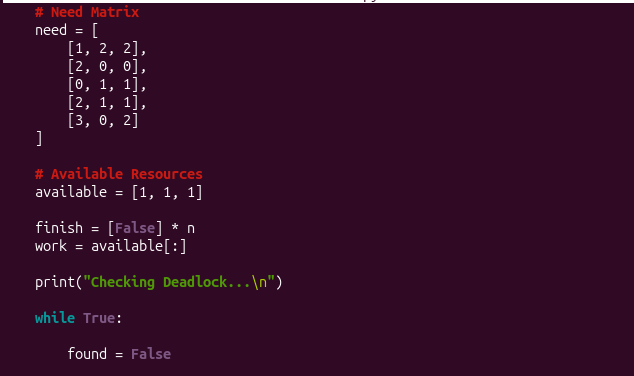 # Need Matrix
need = [
    [1, 2, 2],
    [2, 0, 0],
    [0, 1, 1],
    [2, 1, 1],
    [3, 0, 2]
]
# Available Resources
available = [1, 1, 1]
finish = [False] * n
work = available[:]
print("Checking Deadlock...\n")
while True:
    found = False